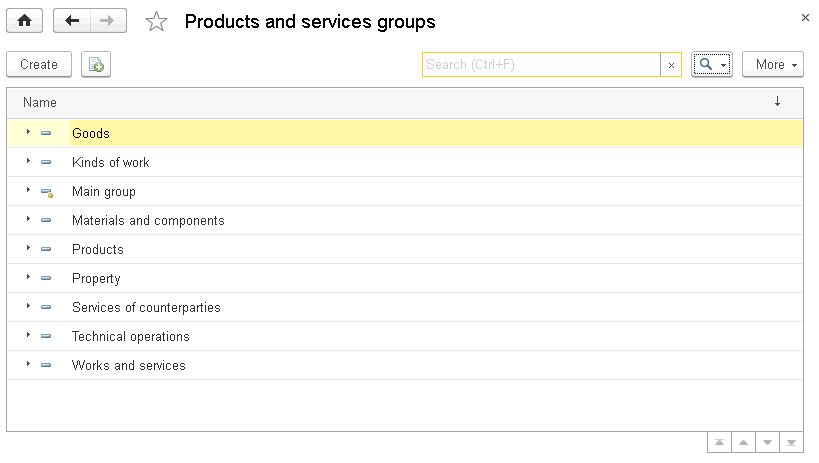 Products and services groups
Create
Search (Ctrl+F)
More
Name
Goods
Kinds of work
Main group
Materials and components
Products
Property
Services of counterparties
Technical operations
Works and services